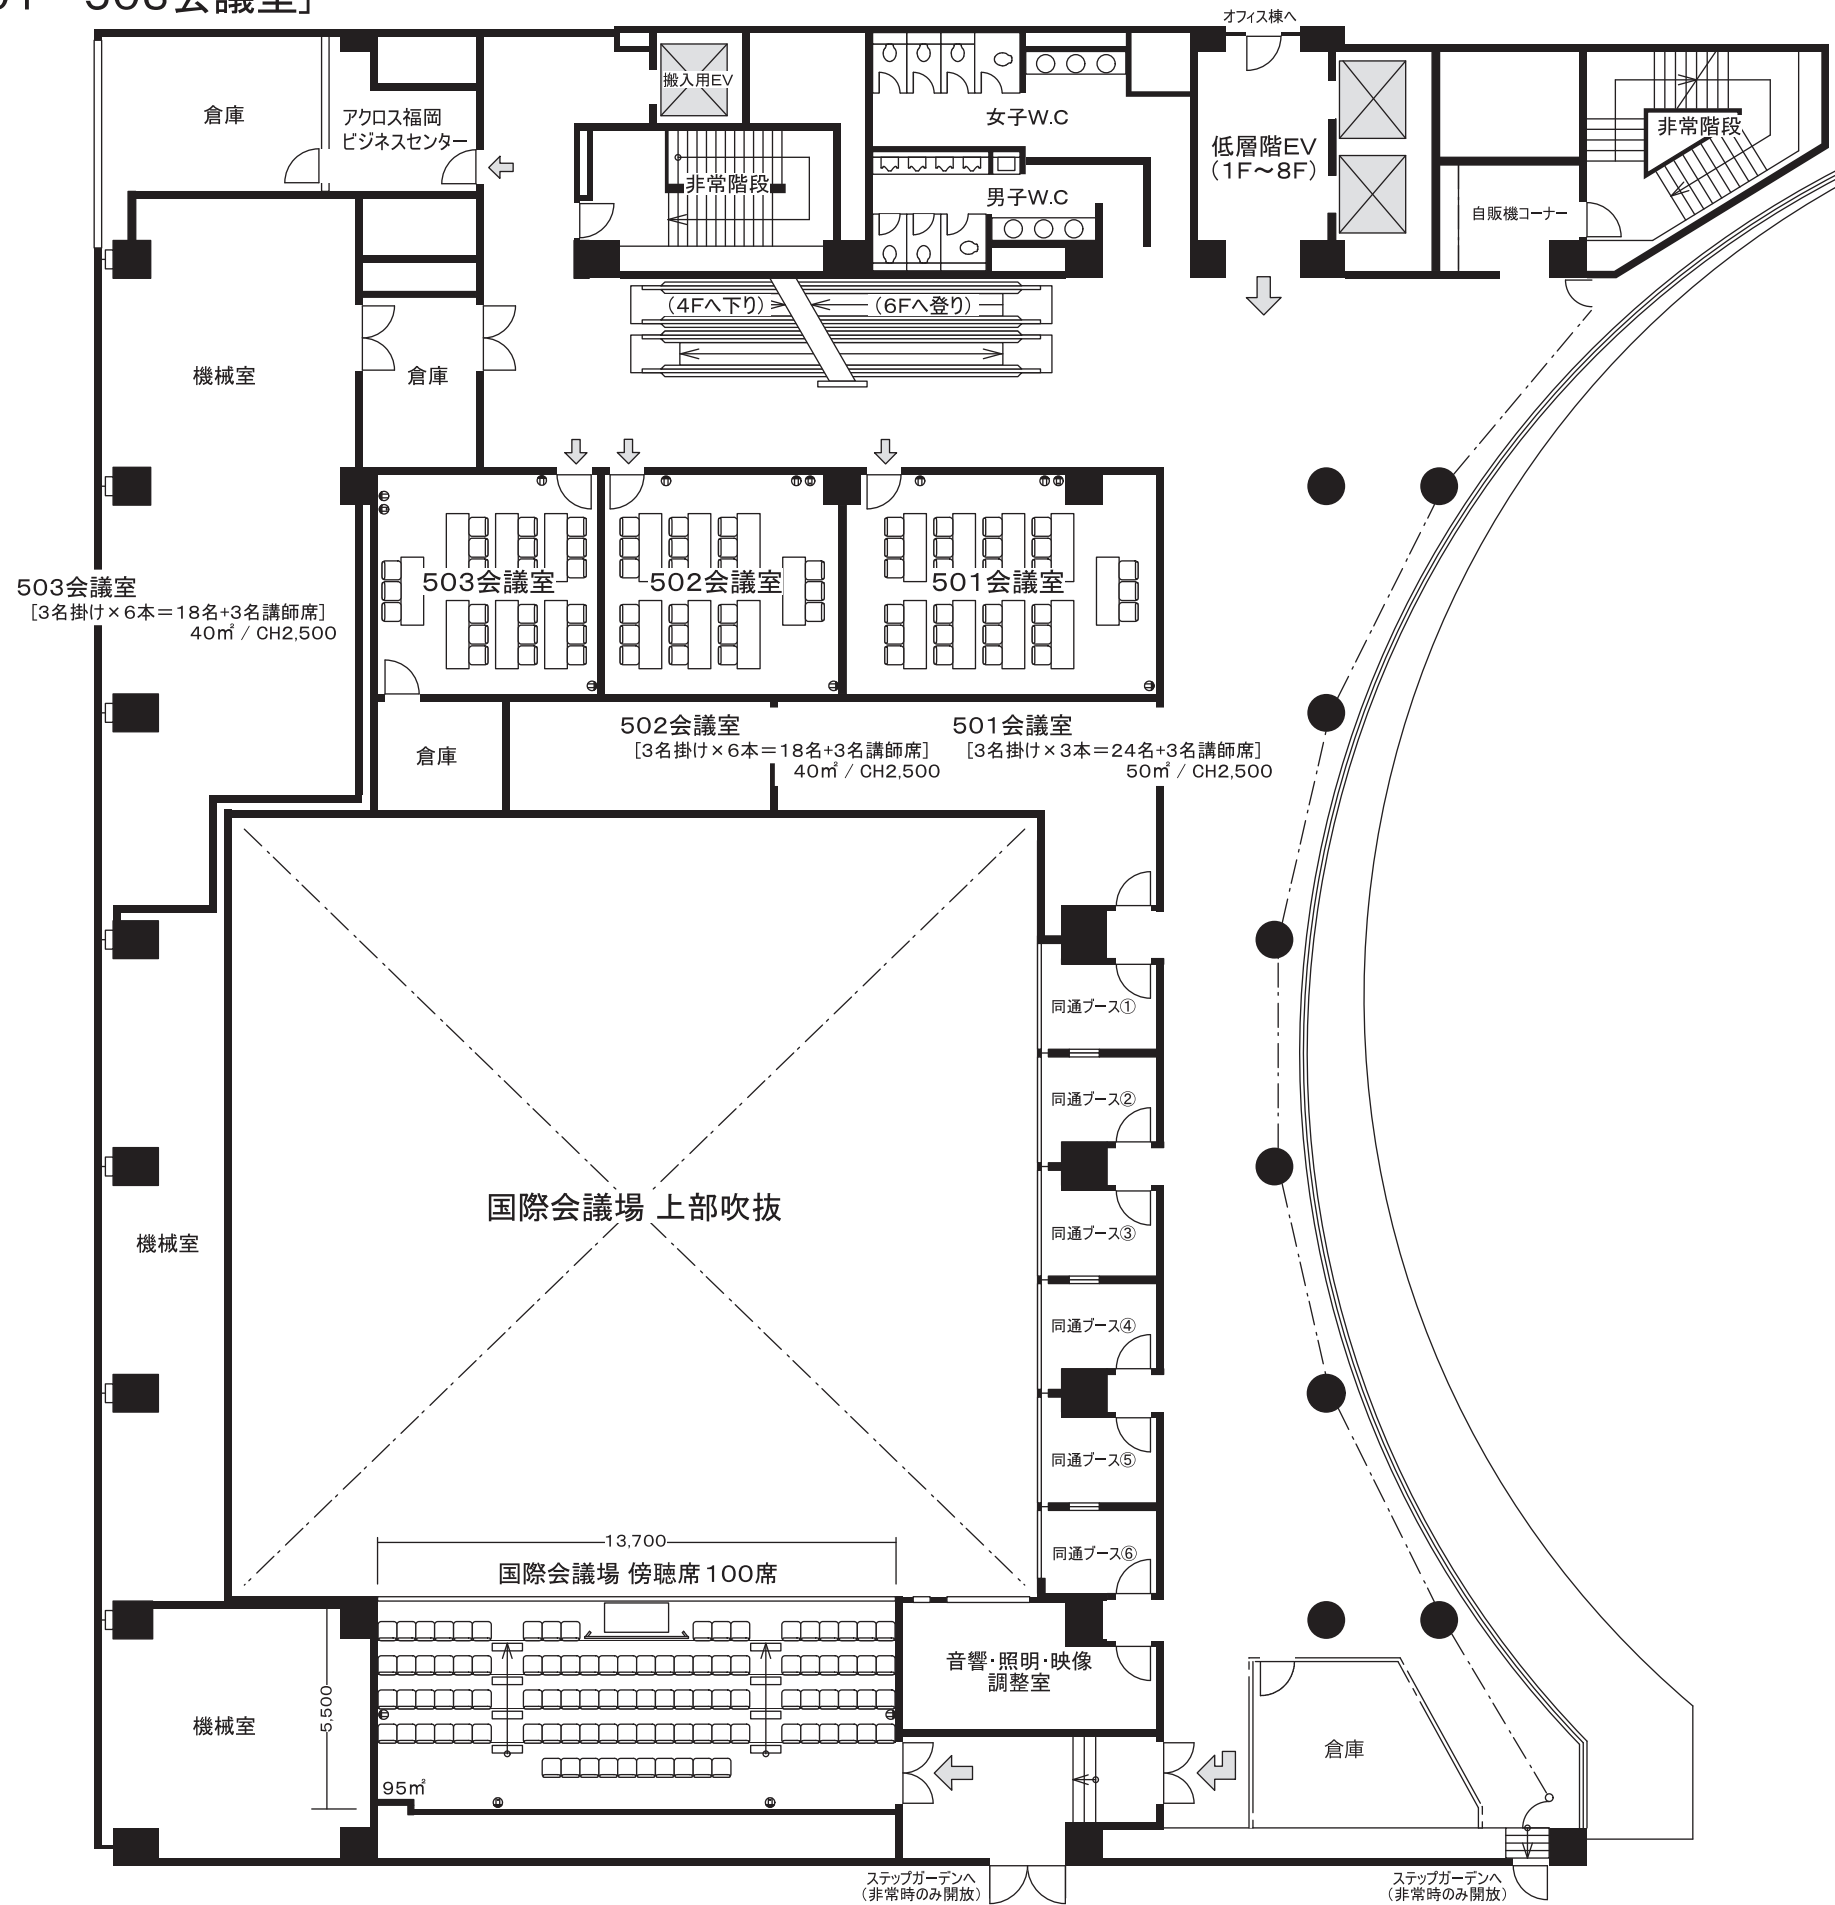 503会議室]
オフィス棟へ
搬入用EV
倉庫
アクロス福岡
ビジネスセンター
女子W.C
低層階EV
(1F～8F)
非常階段
非常階段
男子W.C
自販機コーナー
(4Fへ下り)
(6Fへ登り)
機械室
倉庫
503会議室
502会議室
501会議室
503会議室
[3名掛け×6本＝18名+3名講師席]
40㎡ / CH2,500
502会議室
[3名掛け×6本＝18名+3名講師席]
40㎡ / CH2,500
501会議室
[3名掛け×3本＝24名+3名講師席]
50㎡ / CH2,500
倉庫
同通ブース①
同通ブース②
国際会議場 上部吹抜
同通ブース③
機械室
同通ブース④
同通ブース⑤
13,700
同通ブース⑥
国際会議場 傍聴席100席
音響・照明・映像
調整室
5,500
機械室
倉庫
95㎡
ステップガーデンへ
(非常時のみ開放)
ステップガーデンへ
(非常時のみ開放)